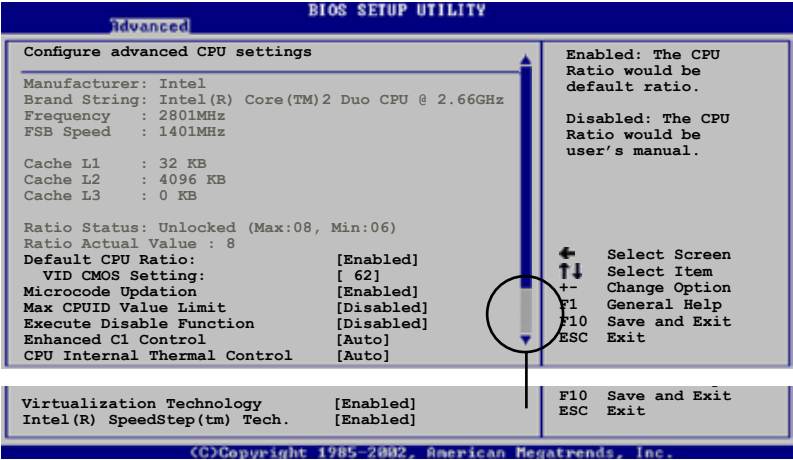 BIOS SETUP UTILITY
Advanced
Configure advanced CPU settings
Manufacturer: Intel
Brand String: Intel(R) Core(TM)2 Duo CPU @ 2.66GHz
Frequency : 2801MHz
FSB Speed : 1401MHz
Cache L1 : 32 KB
Cache L2 : 4096 KB
Cache L3 : 0 KB
Ratio Status: Unlocked (Max:08, Min:06)
Ratio Actual Value : 8
Default CPU Ratio: [Enabled]
VID CMOS Setting: [ 62]
Microcode Updation [Enabled]
Max CPUID Value Limit [Disabled]
Execute Disable Function [Disabled]
Enhanced C1 Control [Auto]
CPU Internal Thermal Control [Auto]
Enabled: The CPU
Ratio would be
default ratio.
Disabled: The CPU
Ratio would be
user's manual.
Select Screen
Select Item
+- Change Option
F1 General Help
F10 Save and Exit
ESC Exit
Virtualization Technology [Enabled]
Intel(R) SpeedStep(tm) Tech. [Enabled]
F10 Save and Exit
ESC Exit
(C)Copyright 1985-2002, American Megatrends, Inc.